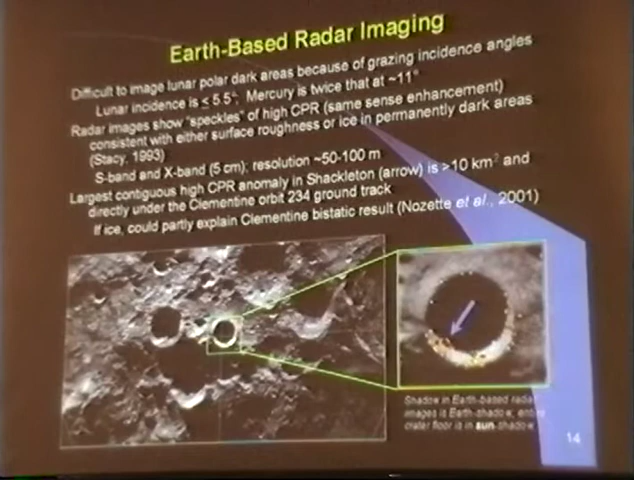 Earth-Based Radar Imaging
Difficult to image lunar polar dark areas because of grazing incidence angles
Lunar incidence is ≤ 5.5°; Mercury is twice that at ~11°
Radar images show "speckles" of high CPR (same sense enhancement)
consistent with either surface roughness or ice in permanently dark areas
(Stacy, 1993)
S-band and X-band (5 cm); resolution ~50-100 m
Largest contiguous high CPR anomaly in Shackleton (arrow) is >10 km² and
directly under the Clementine orbit 234 ground track
If ice, could partly explain Clementine bistatic result (Nozette et al., 2001)
Shadow in Earth-based radar
images is Earth-shadow, entire
crater floor is in sun shadow
14